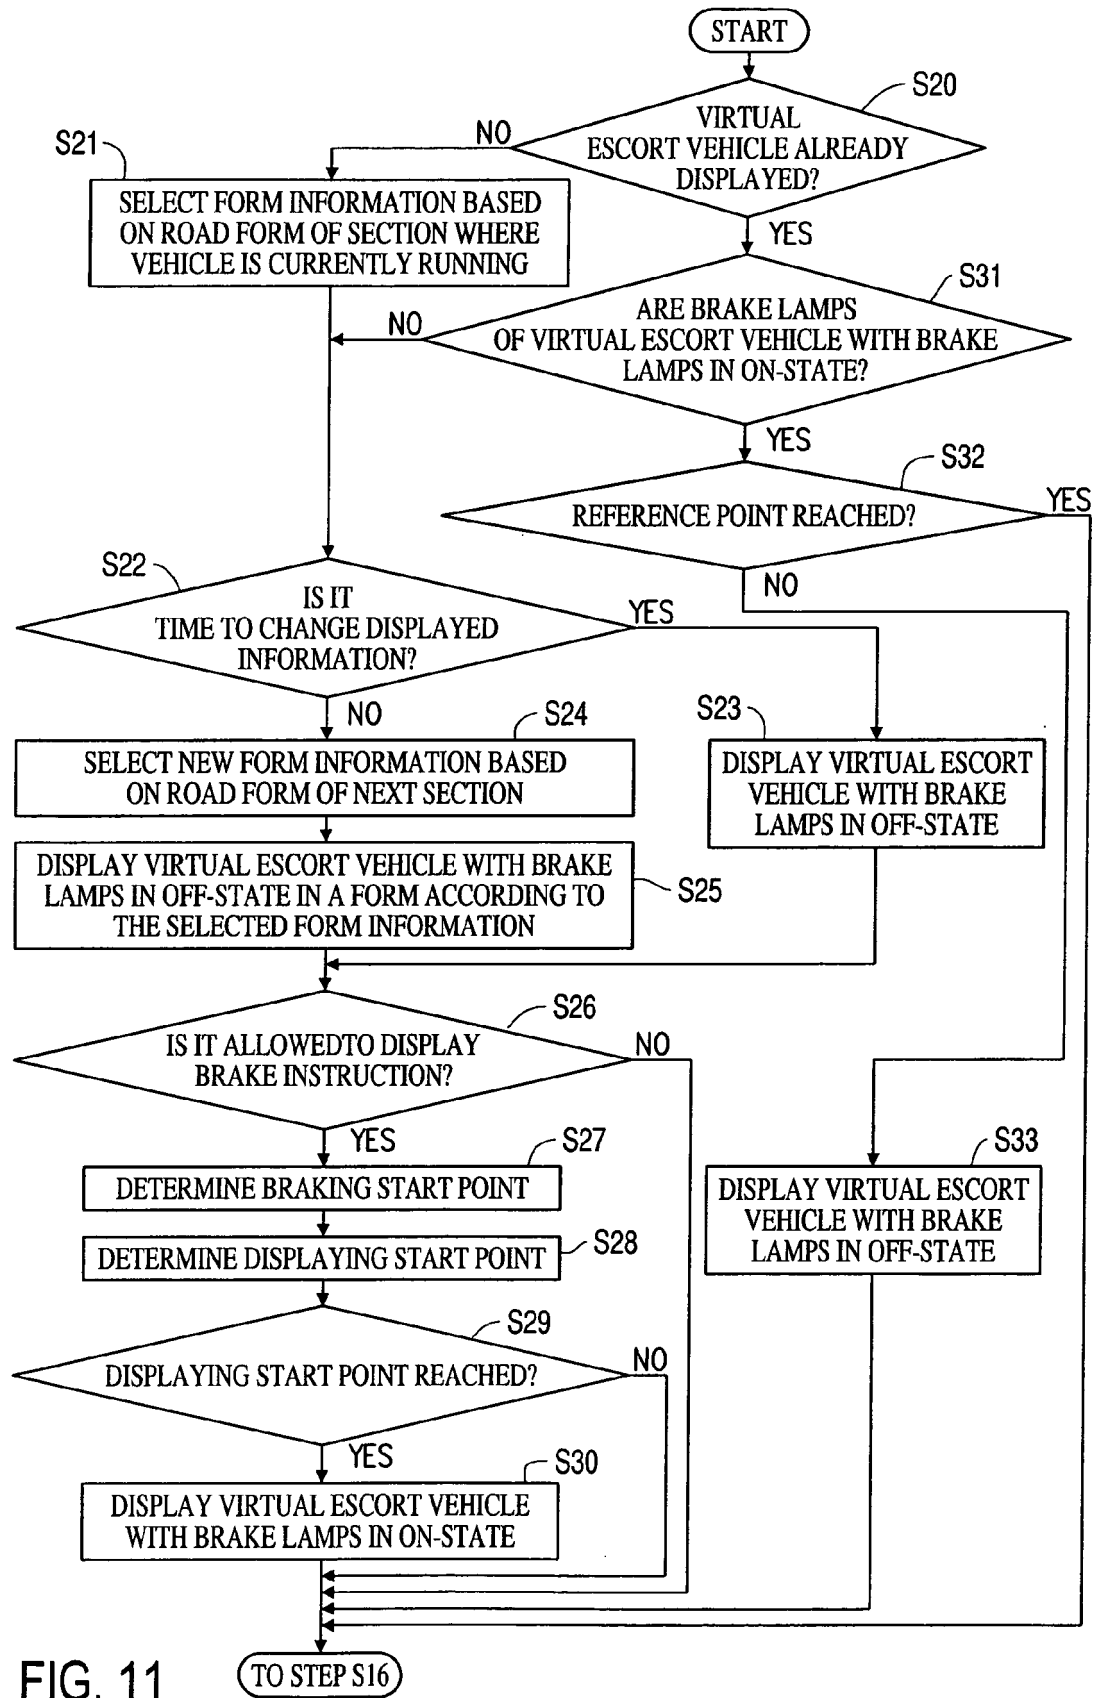 START
S20
VIRTUAL
ESCORT VEHICLE ALREADY
DISPLAYED?
NO
YES
S21
SELECT FORM INFORMATION BASED
ON ROAD FORM OF SECTION WHERE
VEHICLE IS CURRENTLY RUNNING
S31
ARE BRAKE LAMPS
OF VIRTUAL ESCORT VEHICLE WITH BRAKE
LAMPS IN ON-STATE?
NO
YES
S32
REFERENCE POINT REACHED?
YES
NO
S22
IS IT
TIME TO CHANGE DISPLAYED
INFORMATION?
YES
NO
S24
SELECT NEW FORM INFORMATION BASED
ON ROAD FORM OF NEXT SECTION
S23
DISPLAY VIRTUAL ESCORT
VEHICLE WITH BRAKE
LAMPS IN OFF-STATE
DISPLAY VIRTUAL ESCORT VEHICLE WITH BRAKE
LAMPS IN OFF-STATE IN A FORM ACCORDING TO
THE SELECTED FORM INFORMATION
S25
S26
IS IT ALLOWEDTO DISPLAY
BRAKE INSTRUCTION?
NO
YES
S27
DETERMINE BRAKING START POINT
S28
DETERMINE DISPLAYING START POINT
S33
DISPLAY VIRTUAL ESCORT
VEHICLE WITH BRAKE
LAMPS IN OFF-STATE
S29
DISPLAYING START POINT REACHED?
NO
YES
S30
DISPLAY VIRTUAL ESCORT VEHICLE
WITH BRAKE LAMPS IN ON-STATE
TO STEP S16
FIG. 11